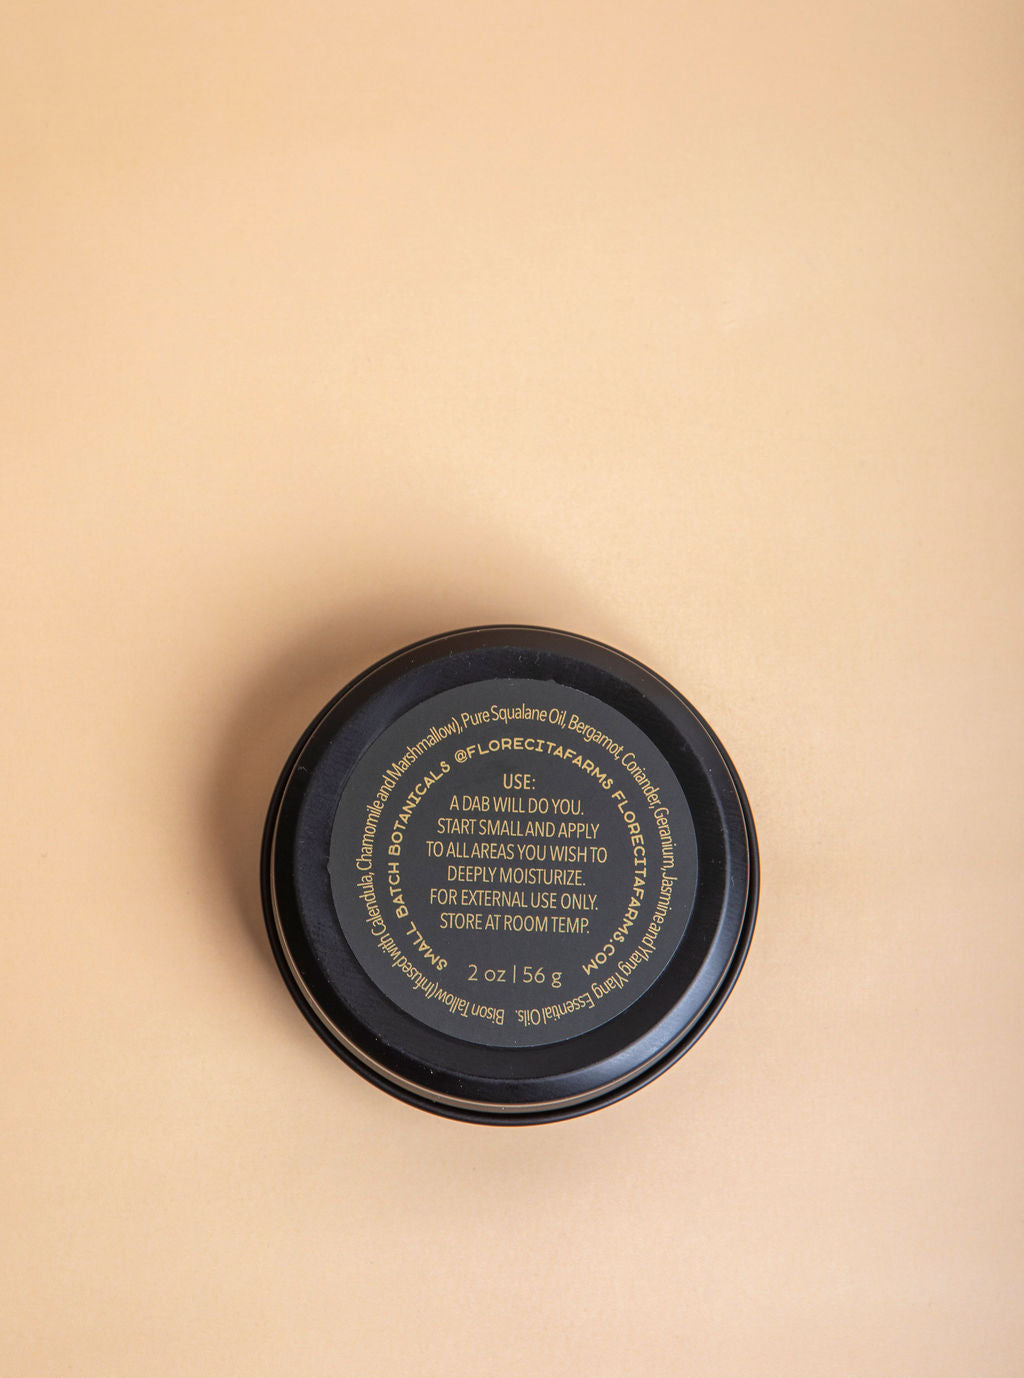 Bison Tallow (Infused with Calendula, Chamomile and Marshmallow), Pure Squalane Oil, Bergamot, Coriander, Geranium, Jasmine and Ylang Ylang Essential Oils.
SMALL BATCH BOTANICALS @FLORECITAFARMS FLORECITAFARMS.COM
USE:
A DAB WILL DO YOU.
START SMALL AND APPLY
TO ALL AREAS YOU WISH TO
DEEPLY MOISTURIZE.
FOR EXTERNAL USE ONLY.
STORE AT ROOM TEMP.
2 oz | 56 g